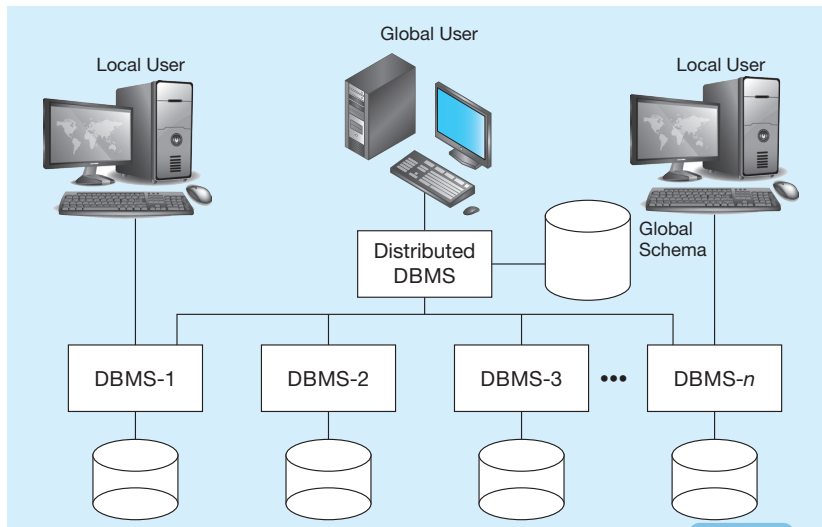 Global User
Local User
Local User
Global
Schema
Distributed
DBMS
DBMS-1
DBMS-2
DBMS-3
•••
DBMS-n